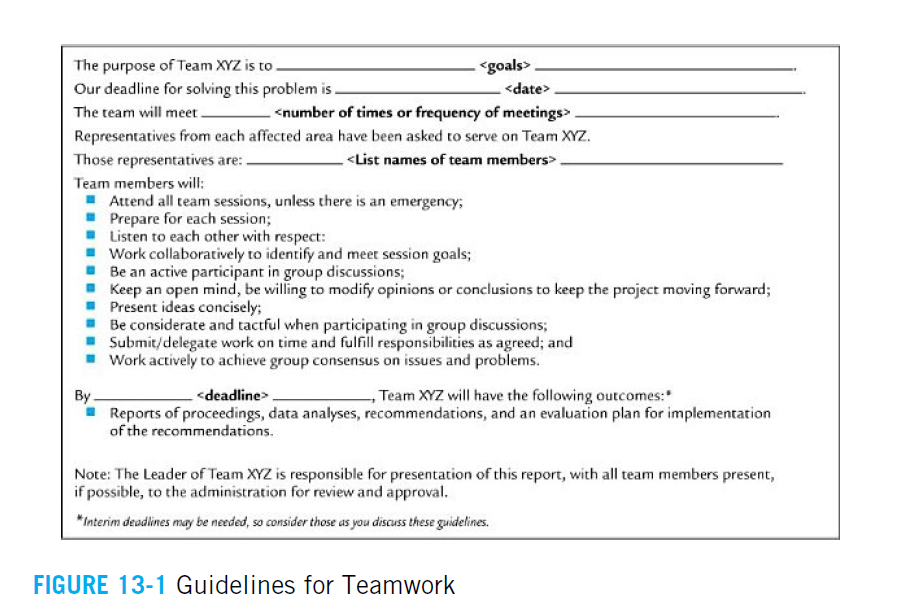 The purpose of Team XYZ is to ____________ <goals> ____________.
Our deadline for solving this problem is ____________ <date> ____________.
The team will meet ________ <number of times or frequency of meetings> ____________.
Representatives from each affected area have been asked to serve on Team XYZ.
Those representatives are: ____________ <List names of team members> ____________
Team members will:
■ Attend all team sessions, unless there is an emergency;
■ Prepare for each session;
■ Listen to each other with respect:
■ Work collaboratively to identify and meet session goals;
■ Be an active participant in group discussions;
■ Keep an open mind, be willing to modify opinions or conclusions to keep the project moving forward;
■ Present ideas concisely;
■ Be considerate and tactful when participating in group discussions;
■ Submit/delegate work on time and fulfill responsibilities as agreed; and
■ Work actively to achieve group consensus on issues and problems.
By ____________ <deadline> ____________, Team XYZ will have the following outcomes:*
■ Reports of proceedings, data analyses, recommendations, and an evaluation plan for implementation
of the recommendations.
Note: The Leader of Team XYZ is responsible for presentation of this report, with all team members present,
if possible, to the administration for review and approval.
*Interim deadlines may be needed, so consider those as you discuss these guidelines.
FIGURE 13-1 Guidelines for Teamwork